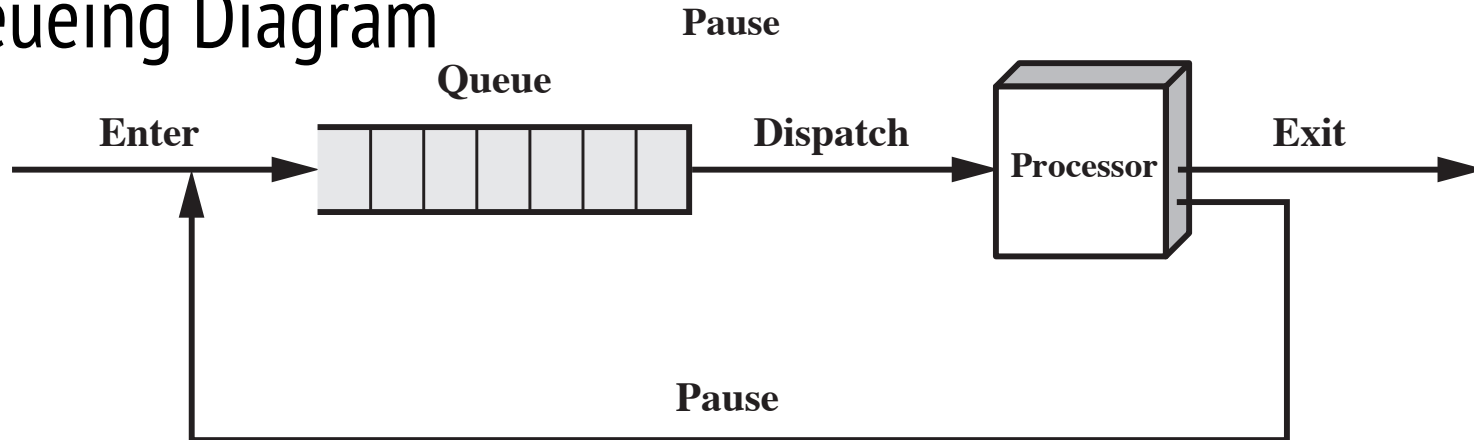 eueing Diagram
Pause
Queue
Enter
Dispatch
Processor
Exit
Pause